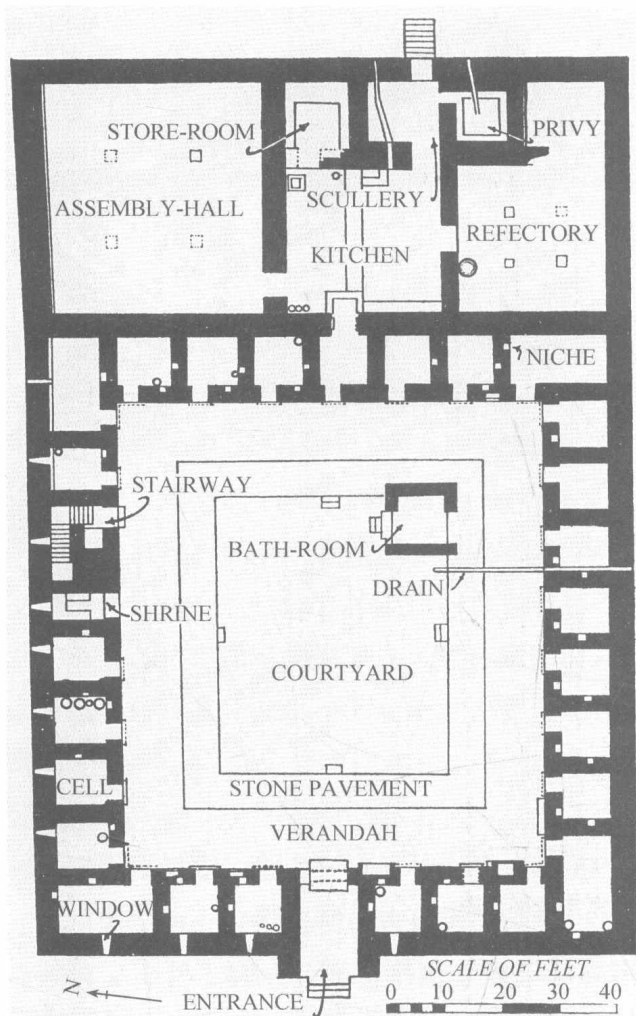 STORE-ROOM
PRIVY
ASSEMBLY-HALL
SCULLERY
REFECTORY
KITCHEN
NICHE
STAIRWAY
BATH-ROOM
DRAIN
SHRINE
COURTYARD
CELL
STONE PAVEMENT
VERANDAH
WINDOW
SCALE OF FEET
N
ENTRANCE
0 10 20 30 40